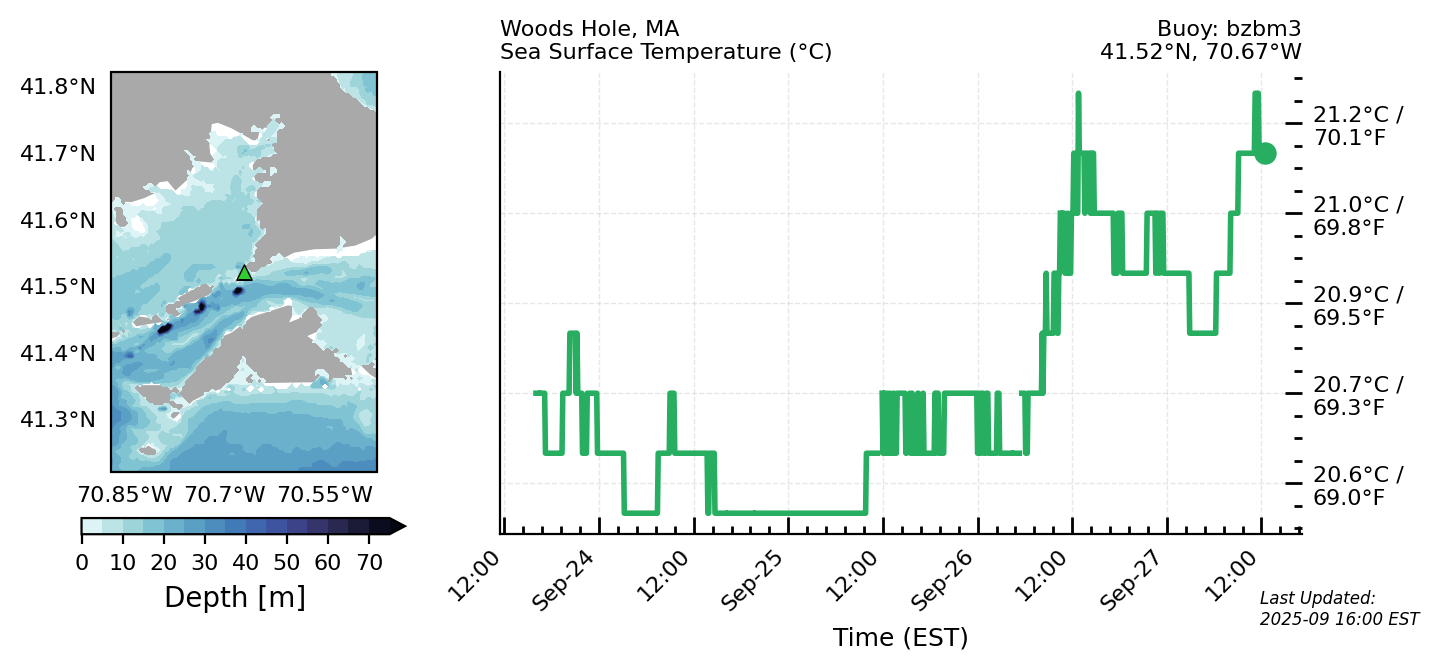 Woods Hole, MA
Sea Surface Temperature (°C)
Buoy: bzbm3
41.52°N, 70.67°W
41.8°N
41.7°N
41.6°N
41.5°N
41.4°N
41.3°N
70.85°W 70.7°W 70.55°W
0 10 20 30 40 50 60 70
Depth [m]
21.2°C /
70.1°F
21.0°C /
69.8°F
20.9°C /
69.5°F
20.7°C /
69.3°F
20.6°C /
69.0°F
12:00 Sep-24 12:00 Sep-25 12:00 Sep-26 12:00 Sep-27 12:00
Time (EST)
Last Updated:
2025-09 16:00 EST